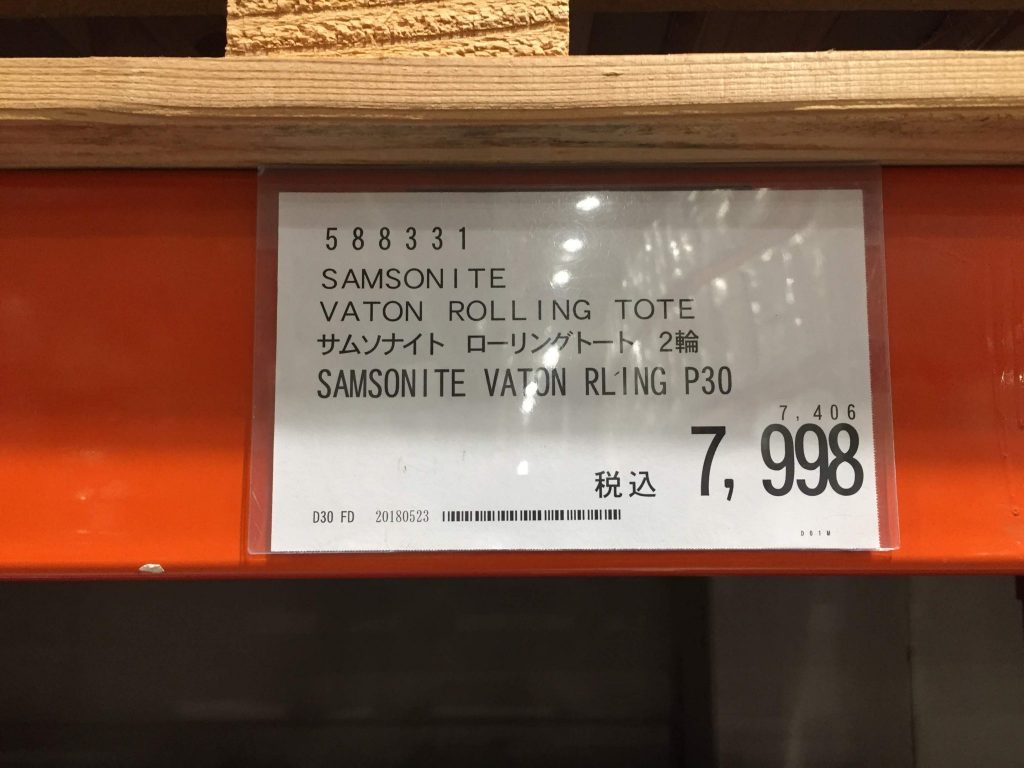 588331
SAMSONITE
VATON ROLLING TOTE
サムソナイト ローリングトート 2輪
SAMSONITE VATON RLING P30
7,406
税込 7,998
D30 FD 20180523
D01M